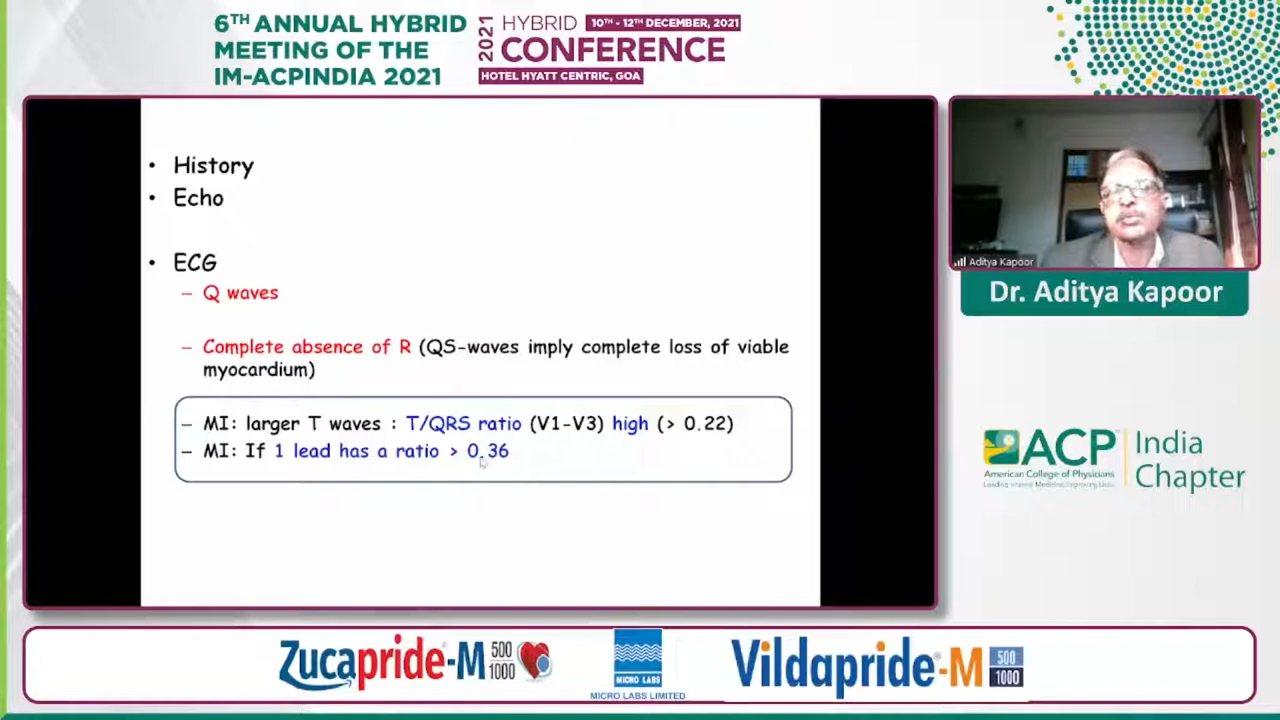 6TH ANNUAL HYBRID
MEETING OF THE
IM-ACPINDIA 2021
2021
HYBRID 10TH - 12TH DECEMBER, 2021
CONFERENCE
HOTEL HYATT CENTRIC, GOA
• History
• Echo
• ECG
– Q waves
– Complete absence of R (QS-waves imply complete loss of viable
myocardium)
– MI: larger T waves : T/QRS ratio (V1-V3) high (> 0.22)
– MI: If 1 lead has a ratio > 0.36
Aditya Kapoor
Dr. Aditya Kapoor
ACP
American College of Physicians
India
Chapter
Zucapride-M 500 1000
MICRO LABS
MICRO LABS LIMITED
Vildapride-M 500 1000